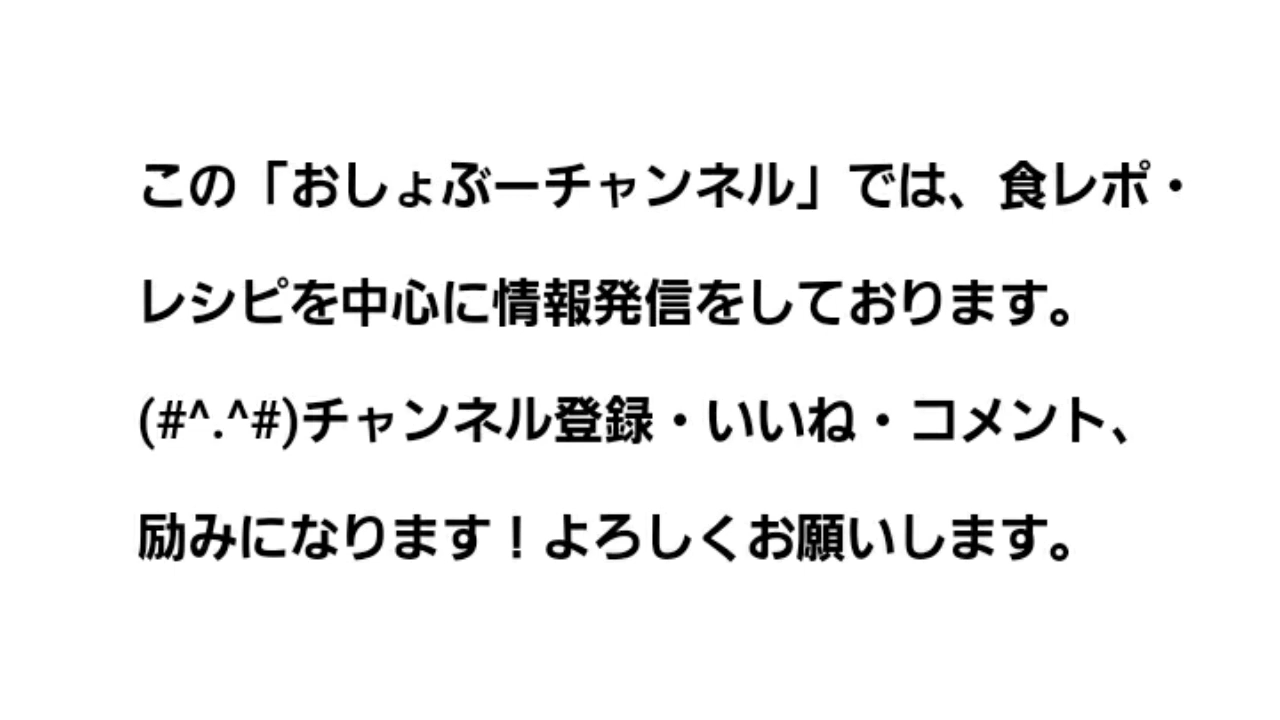 この「おしょぶーチャンネル」では、食レポ・
レシピを中心に情報発信をしております。
(#^.^#)チャンネル登録・いいね・コメント、
励みになります！よろしくお願いします。